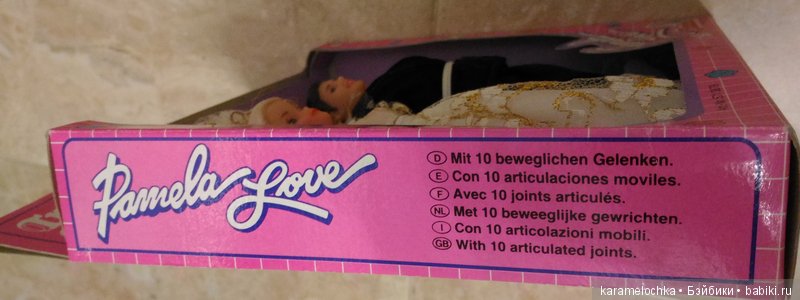 Pamela Love
D Mit 10 beweglichen Gelenken.
E Con 10 articulaciones moviles.
F Avec 10 joints articulés.
NL Met 10 beweeglijke gewrichten.
I Con 10 articolazioni mobili.
GB With 10 articulated joints.
karamelochka • Бэйбики • babiki.ru